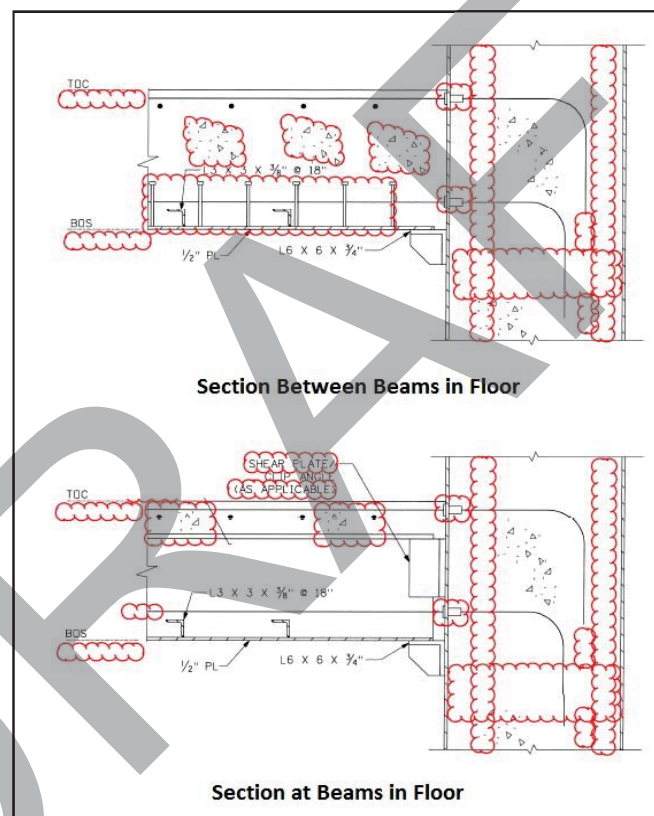 TOC
L3 X 3 X 3/8" @ 18"
BOS
1/2" PL
L6 X 6 X 3/4"
Section Between Beams in Floor
SHEAR PLATE/
CLIP ANGLE
(AS APPLICABLE)
TOC
L3 X 3 X 3/8" @ 18"
BOS
1/2" PL
L6 X 6 X 3/4"
Section at Beams in Floor
DRAF